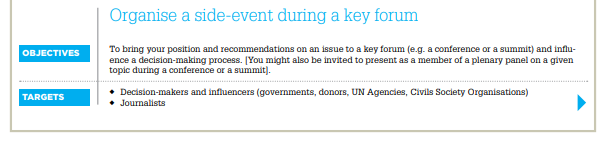 Organise a side-event during a key forum
OBJECTIVES
To bring your position and recommendations on an issue to a key forum (e.g. a conference or a summit) and influ-
ence a decision-making process. [You might also be invited to present as a member of a plenary panel on a given
topic during a conference or a summit].
TARGETS
◆ Decision-makers and influencers (governments, donors, UN Agencies, Civils Society Organisations)
◆ Journalists